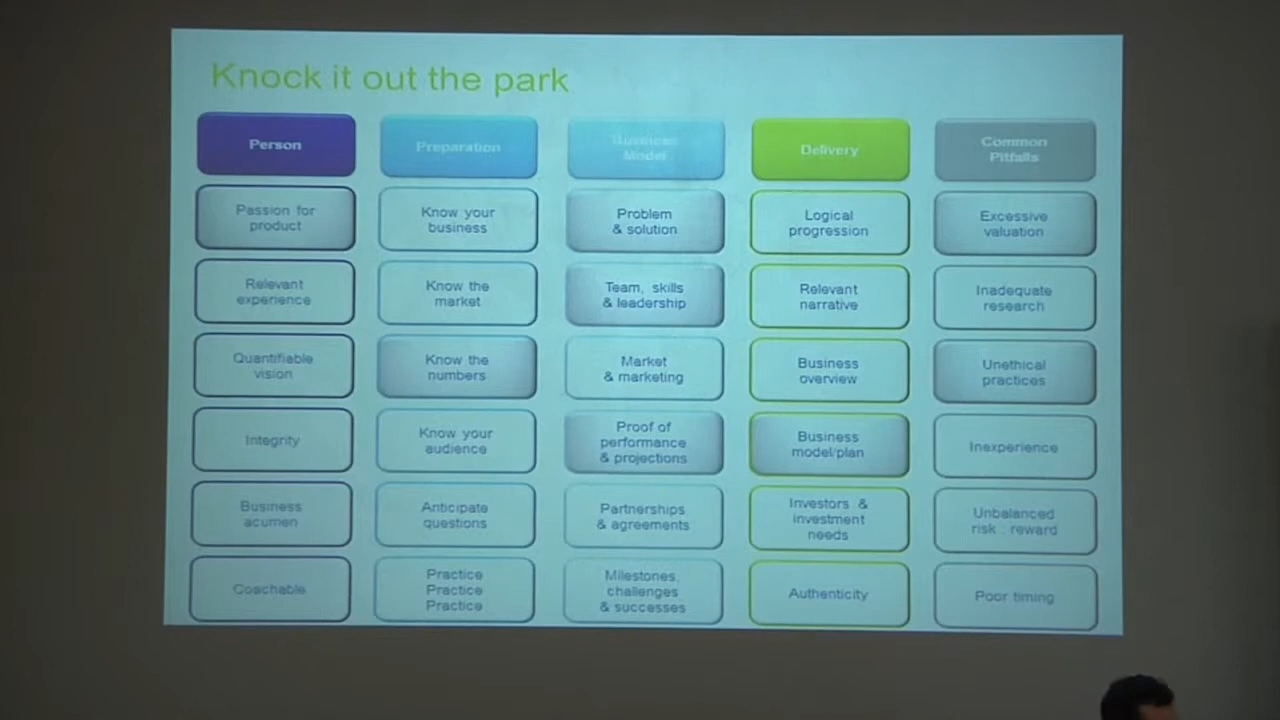 Knock it out the park
Person
Passion for
product
Relevant
experience
Quantifiable
vision
Integrity
Business
acumen
Coachable
Preparation
Know your
business
Know the
market
Know the
numbers
Know your
audience
Anticipate
questions
Practice
Practice
Practice
Business
Model
Problem
& solution
Team, skills
& leadership
Market
& marketing
Proof of
performance
& projections
Partnerships
& agreements
Milestones,
challenges
& successes
Delivery
Logical
progression
Relevant
narrative
Business
overview
Business
model/plan
Investors &
investment
needs
Authenticity
Common
Pitfalls
Excessive
valuation
Inadequate
research
Unethical
practices
Inexperience
Unbalanced
risk : reward
Poor timing